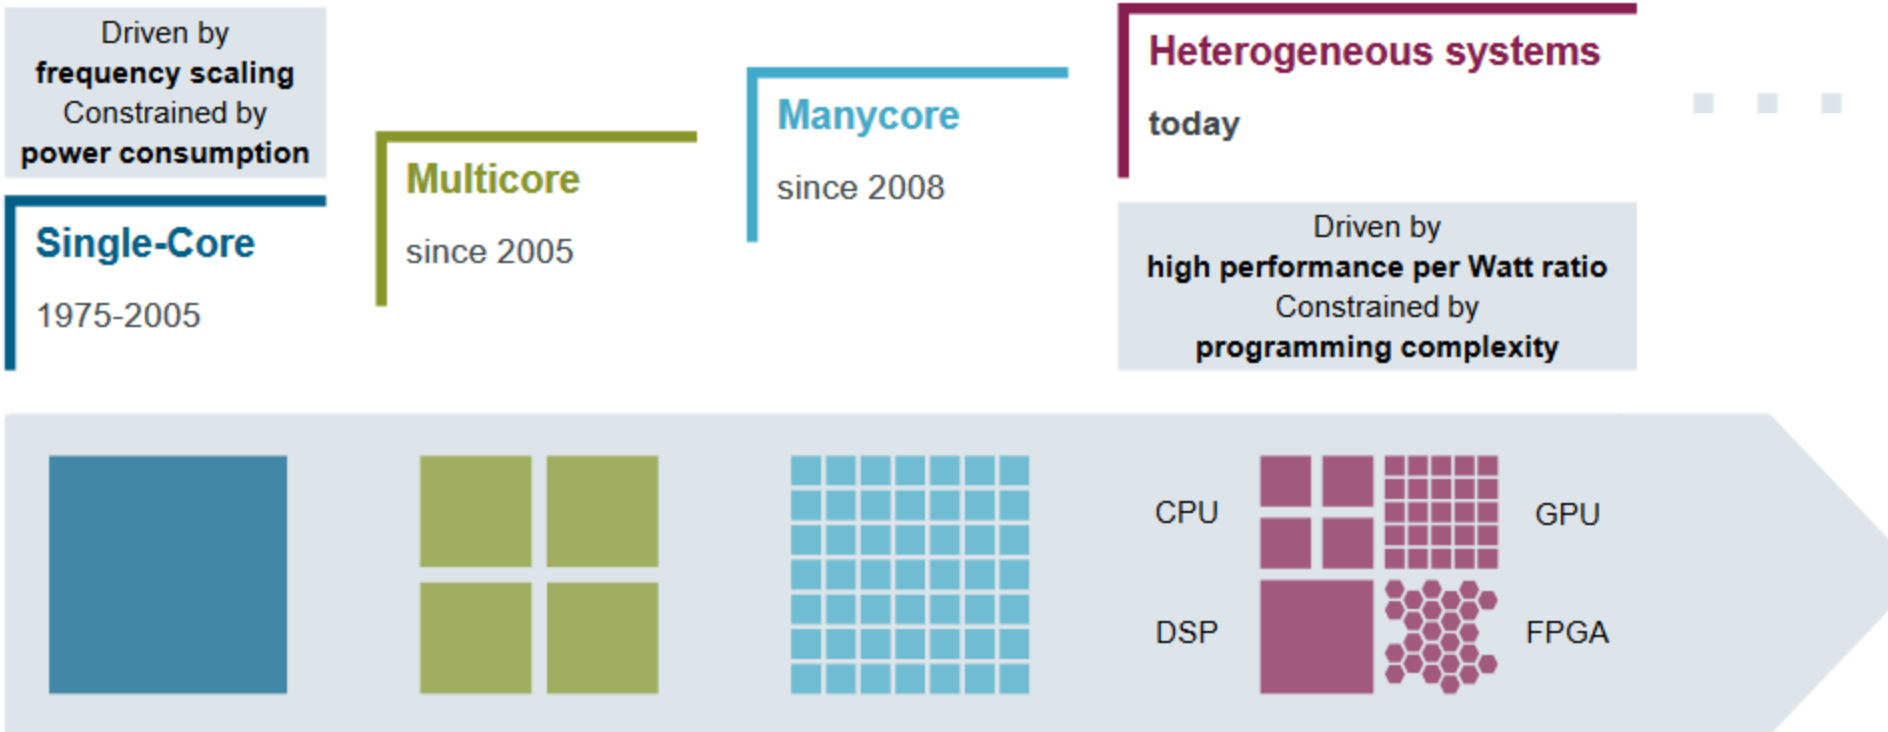 Driven by
frequency scaling
Constrained by
power consumption
Single-Core
1975-2005
Multicore
since 2005
Manycore
since 2008
Heterogeneous systems
today
Driven by
high performance per Watt ratio
Constrained by
programming complexity
CPU
GPU
DSP
FPGA